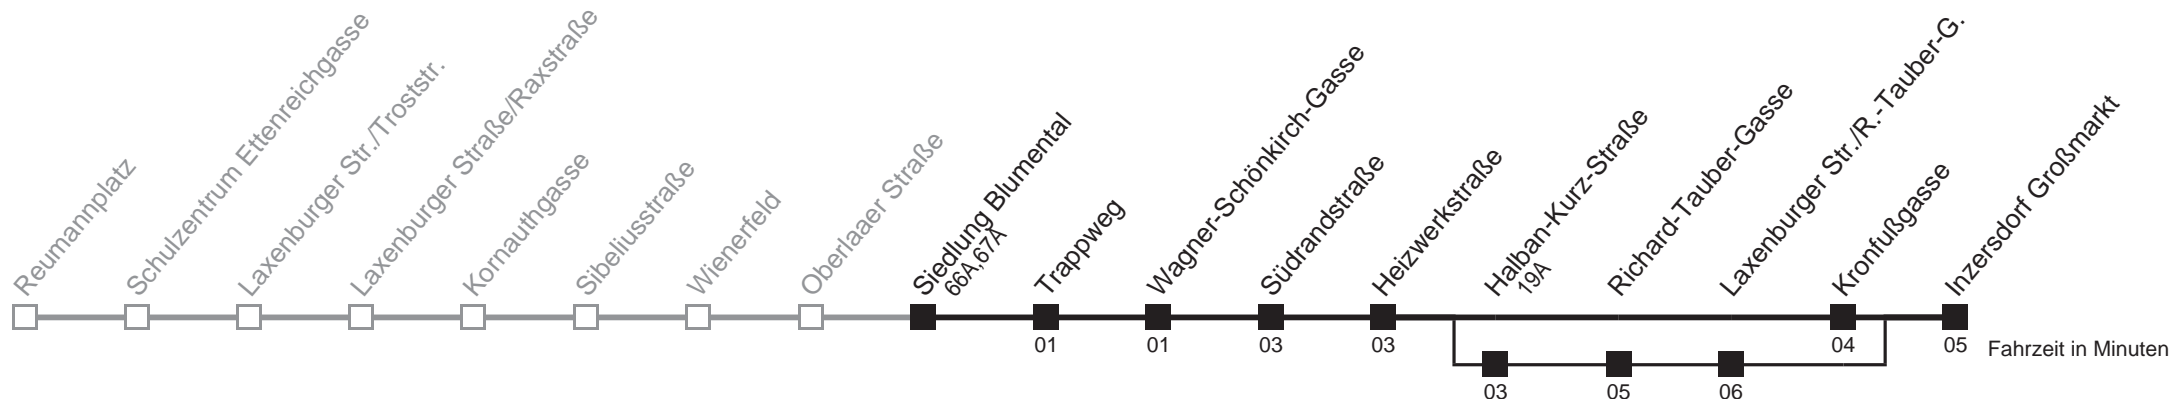 Reumannplatz
Schulzentrum Ettenreichgasse
Laxenburger Str./Troststr.
Laxenburger Straße/Raxstraße
Kornauthgasse
Sibeliusstraße
Wienerfeld
Oberlaaer Straße
Siedlung Blumental
66A,67A
Trappweg
Wagner-Schönkirch-Gasse
Südrandstraße
Heizwerkstraße
Halban-Kurz-Straße
19A
Richard-Tauber-Gasse
Laxenburger Str./R.-Tauber-G.
Kronfußgasse
Inzersdorf Großmarkt
01 01 03 03 04 05 Fahrzeit in Minuten
03 05 06